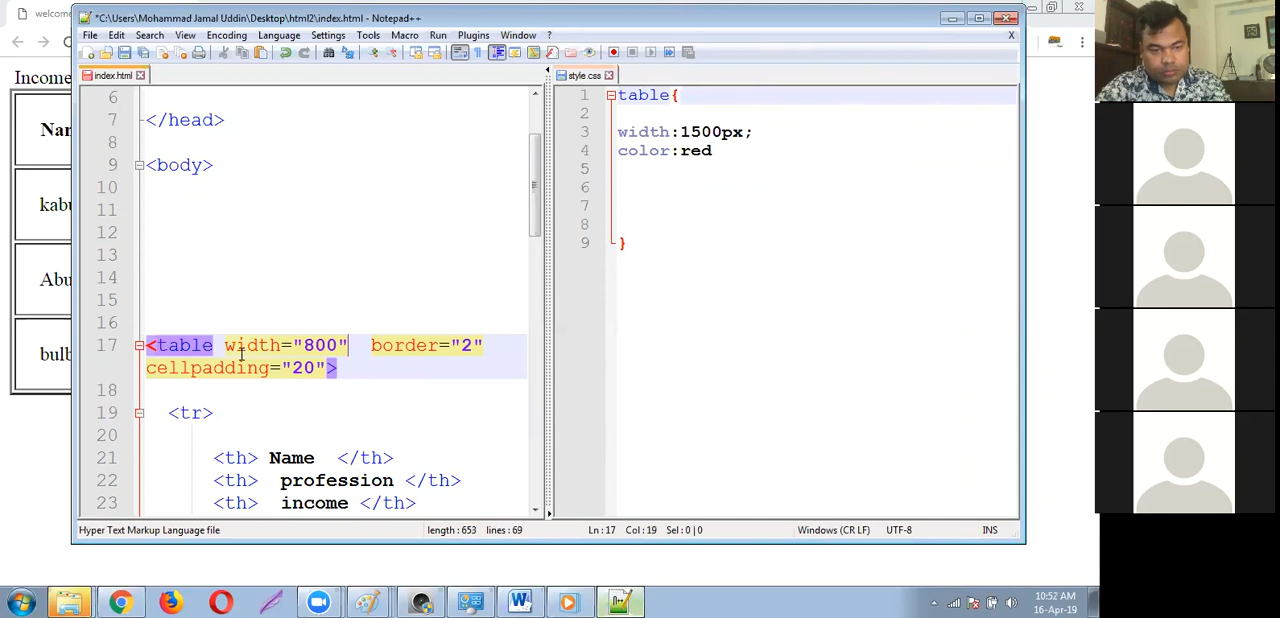 welcome
*C:\Users\Mohammad Jamal Uddin\Desktop\html2\index.html - Notepad++
File Edit Search View Encoding Language Settings Tools Macro Run Plugins Window ? X
index.html
style.css
Income
Nar
kabu
Abu
bulb
6
7 </head>
8
9 <body>
10
11
12
13
14
15
16
17 <table width="800" border="2"
cellpadding="20">
18
19 <tr>
20
21 <th> Name </th>
22 <th> profession </th>
23 <th> income </th>
1 table{
2
3 width:1500px;
4 color:red
5
6
7
8
9 }
Hyper Text Markup Language file length:653 lines:69 Ln:17 Col:19 Sel:0|0 Windows (CR LF) UTF-8 INS
10:52 AM
16-Apr-19